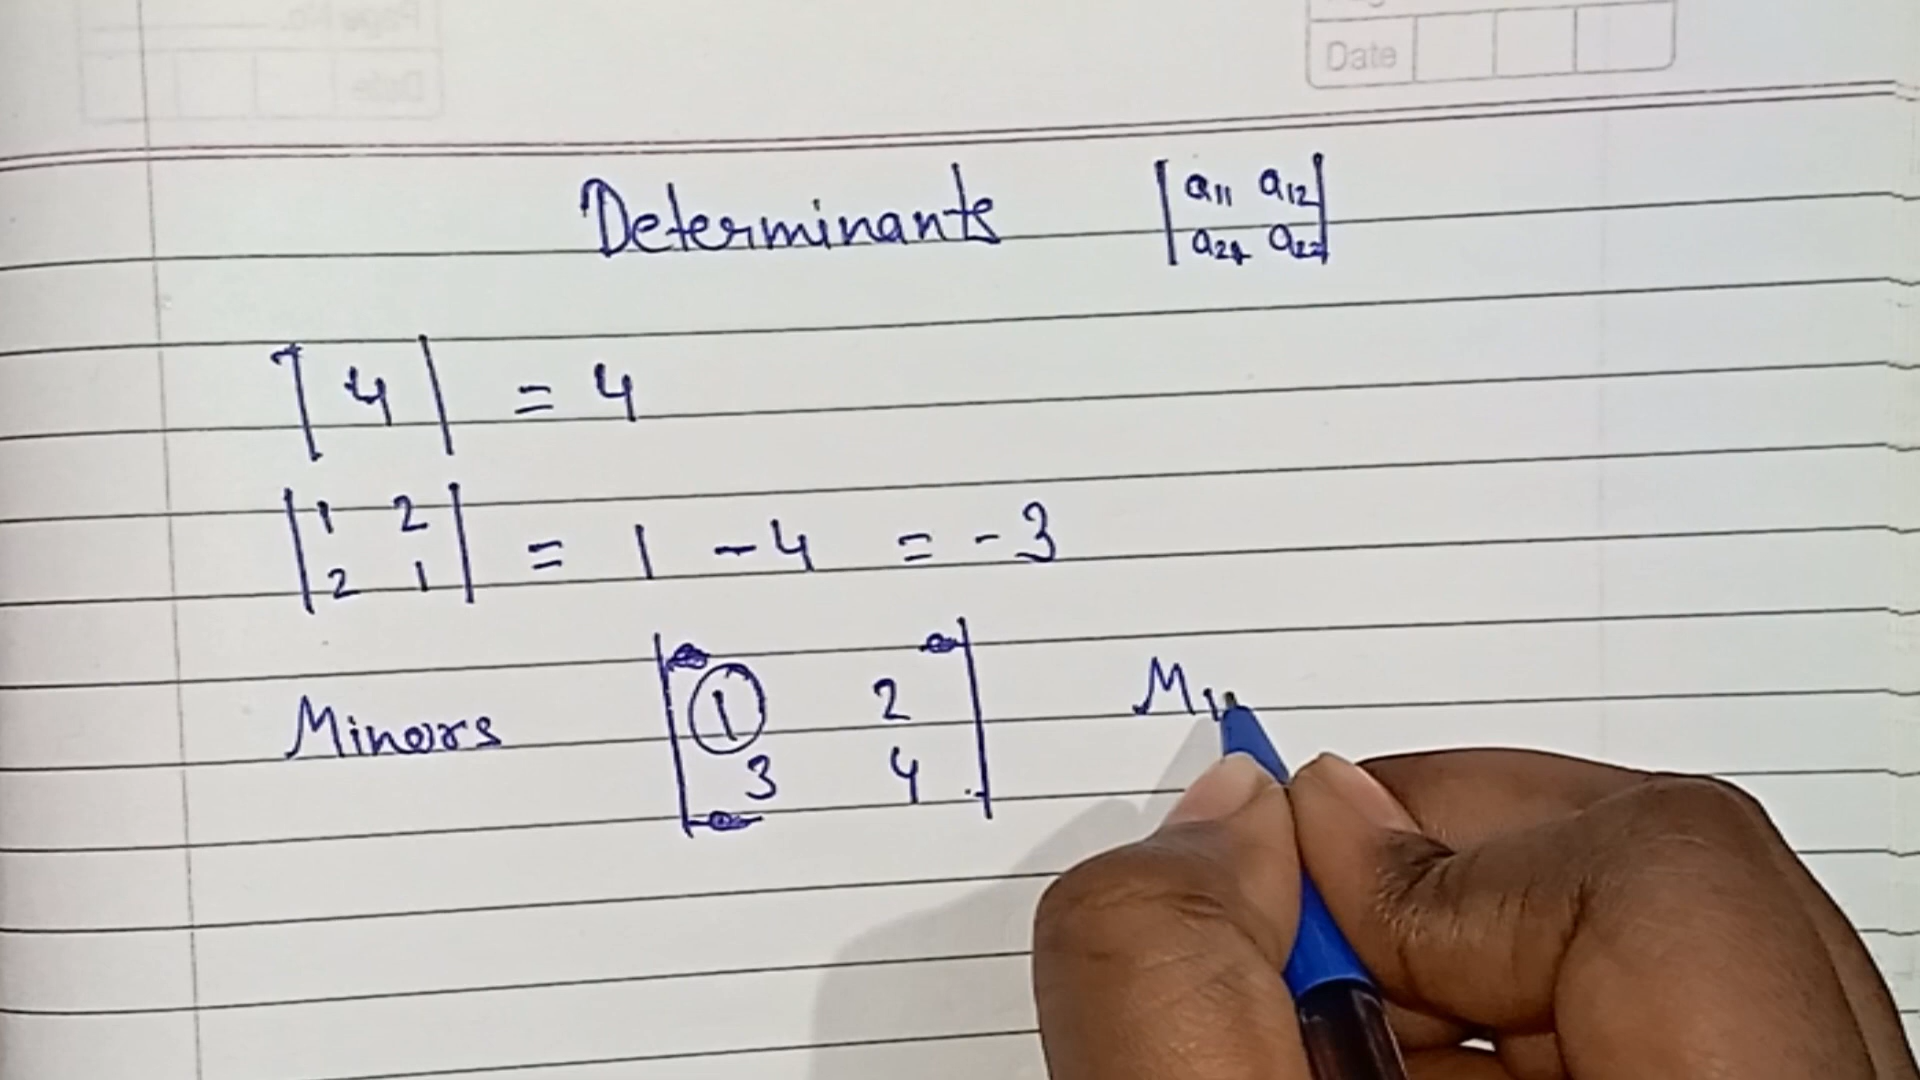 Date
Determinants | a11 a12 |
| a21 a22 |
| 4 | = 4
| 1 2 |
| 2 1 | = 1 - 4 = -3
Minors | 1 2 | M1
| 3 4 |